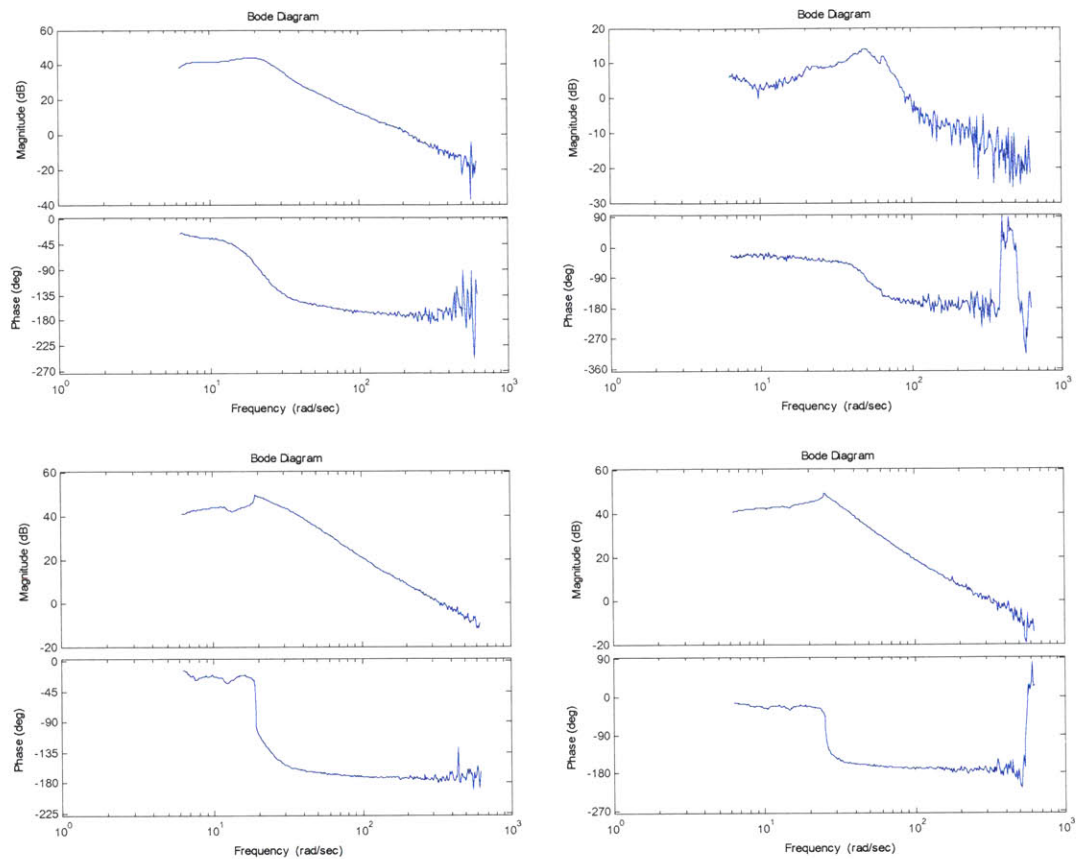 Bode Diagram
Magnitude (dB)
60
40
20
0
-20
-40
Phase (deg)
0
-45
-90
-135
-180
-225
-270
10^0 10^1 10^2 10^3
Frequency (rad/sec)
Bode Diagram
Magnitude (dB)
20
10
0
-10
-20
-30
Phase (deg)
90
0
-90
-180
-270
-360
10^0 10^1 10^2 10^3
Frequency (rad/sec)
Bode Diagram
Magnitude (dB)
60
40
20
0
-20
Phase (deg)
0
-45
-90
-135
-180
-225
10^0 10^1 10^2 10^3
Frequency (rad/sec)
Bode Diagram
Magnitude (dB)
60
40
20
0
-20
Phase (deg)
90
0
-90
-180
-270
10^0 10^1 10^2 10^3
Frequency (rad/sec)